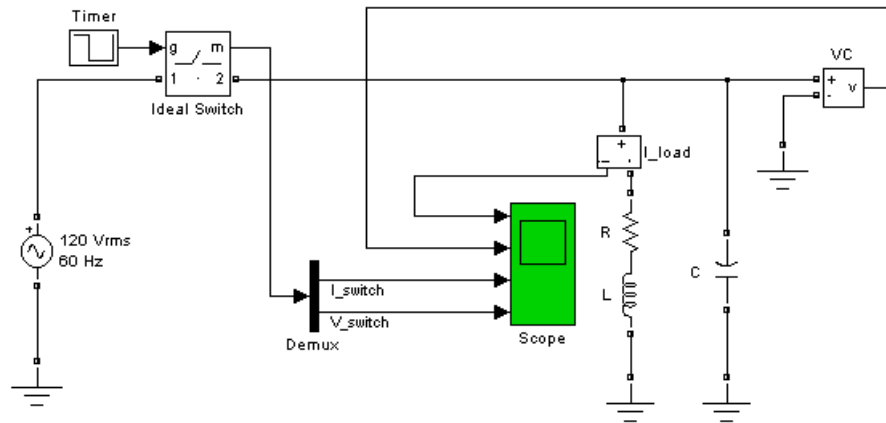 Timer
g m
1 2
Ideal Switch
VC
+
-
v
+
I_load
+
120 Vrms
60 Hz
R
L
C
I_switch
V_switch
Demux
Scope